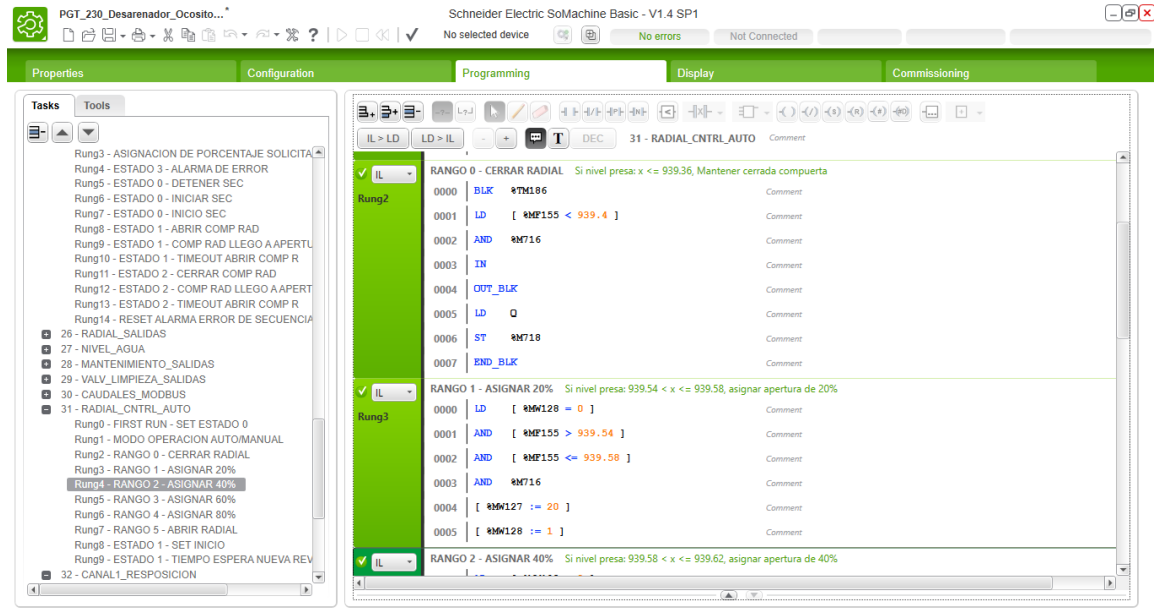 PGT_230_Desarenador_Ocosito...*
Schneider Electric SoMachine Basic - V1.4 SP1
No selected device
No errors
Not Connected
Properties
Configuration
Programming
Display
Commissioning
Tasks
Tools
Rung3 - ASIGNACION DE PORCENTAJE SOLICITA
Rung4 - ESTADO 3 - ALARMA DE ERROR
Rung5 - ESTADO 0 - DETENER SEC
Rung6 - ESTADO 0 - INICIAR SEC
Rung7 - ESTADO 0 - INICIO SEC
Rung8 - ESTADO 1 - ABRIR COMP RAD
Rung9 - ESTADO 1 - COMP RAD LLEGO A APERTU
Rung10 - ESTADO 1 - TIMEOUT ABRIR COMP R
Rung11 - ESTADO 2 - CERRAR COMP RAD
Rung12 - ESTADO 2 - COMP RAD LLEGO A APERT
Rung13 - ESTADO 2 - TIMEOUT ABRIR COMP R
Rung14 - RESET ALARMA ERROR DE SECUENCIA
26 - RADIAL_SALIDAS
27 - NIVEL_AGUA
28 - MANTENIMIENTO_SALIDAS
29 - VALV_LIMPIEZA_SALIDAS
30 - CAUDALES_MODBUS
31 - RADIAL_CNTRL_AUTO
Rung0 - FIRST RUN - SET ESTADO 0
Rung1 - MODO OPERACION AUTO/MANUAL
Rung2 - RANGO 0 - CERRAR RADIAL
Rung3 - RANGO 1 - ASIGNAR 20%
Rung4 - RANGO 2 - ASIGNAR 40%
Rung5 - RANGO 3 - ASIGNAR 60%
Rung6 - RANGO 4 - ASIGNAR 80%
Rung7 - RANGO 5 - ABRIR RADIAL
Rung8 - ESTADO 1 - SET INICIO
Rung9 - ESTADO 1 - TIEMPO ESPERA NUEVA REV
32 - CANAL1_RESPOSICION
IL > LD
LD > IL
T
DEC
31 - RADIAL_CNTRL_AUTO Comment
IL
Rung2
RANGO 0 - CERRAR RADIAL Si nivel presa: x <= 939.36, Mantener cerrada compuerta
0000 BLK %TM186 Comment
0001 LD [ %MF155 < 939.4 ] Comment
0002 AND %M716 Comment
0003 IN Comment
0004 OUT_BLK Comment
0005 LD Q Comment
0006 ST %M718 Comment
0007 END_BLK Comment
IL
Rung3
RANGO 1 - ASIGNAR 20% Si nivel presa: 939.54 < x <= 939.58, asignar apertura de 20%
0000 LD [ %MW128 = 0 ] Comment
0001 AND [ %MF155 > 939.54 ] Comment
0002 AND [ %MF155 <= 939.58 ] Comment
0003 AND %M716 Comment
0004 [ %MW127 := 20 ] Comment
0005 [ %MW128 := 1 ] Comment
IL
RANGO 2 - ASIGNAR 40% Si nivel presa: 939.58 < x <= 939.62, asignar apertura de 40%